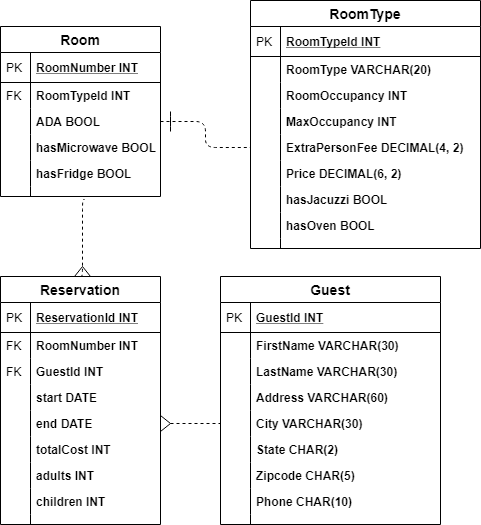 Room
PK RoomNumber INT
FK RoomTypeId INT
ADA BOOL
hasMicrowave BOOL
hasFridge BOOL
RoomType
PK RoomTypeId INT
RoomType VARCHAR(20)
RoomOccupancy INT
MaxOccupancy INT
ExtraPersonFee DECIMAL(4, 2)
Price DECIMAL(6, 2)
hasJacuzzi BOOL
hasOven BOOL
Reservation
PK ReservationId INT
FK RoomNumber INT
FK GuestId INT
start DATE
end DATE
totalCost INT
adults INT
children INT
Guest
PK GuestId INT
FirstName VARCHAR(30)
LastName VARCHAR(30)
Address VARCHAR(60)
City VARCHAR(30)
State CHAR(2)
Zipcode CHAR(5)
Phone CHAR(10)